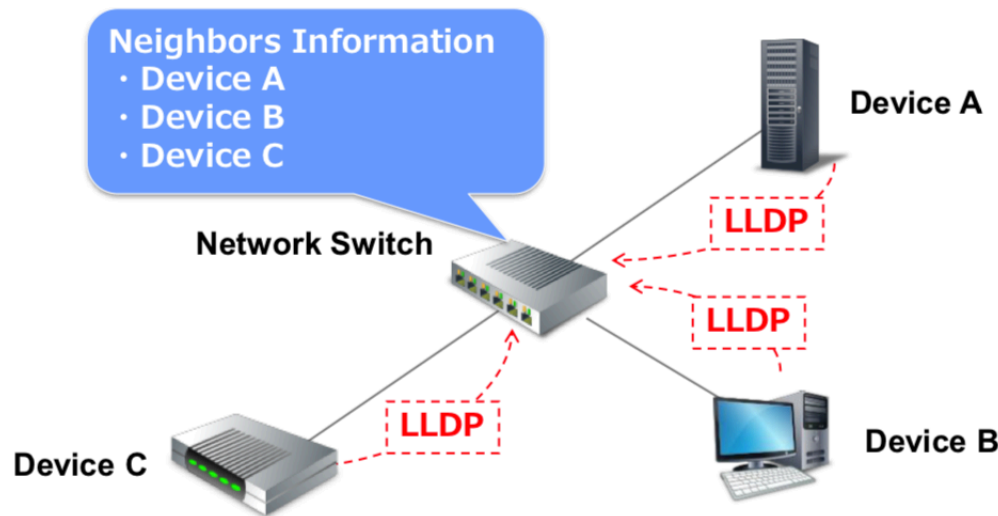 Neighbors Information
・Device A
・Device B
・Device C
Device A
LLDP
Network Switch
LLDP
LLDP
Device B
Device C